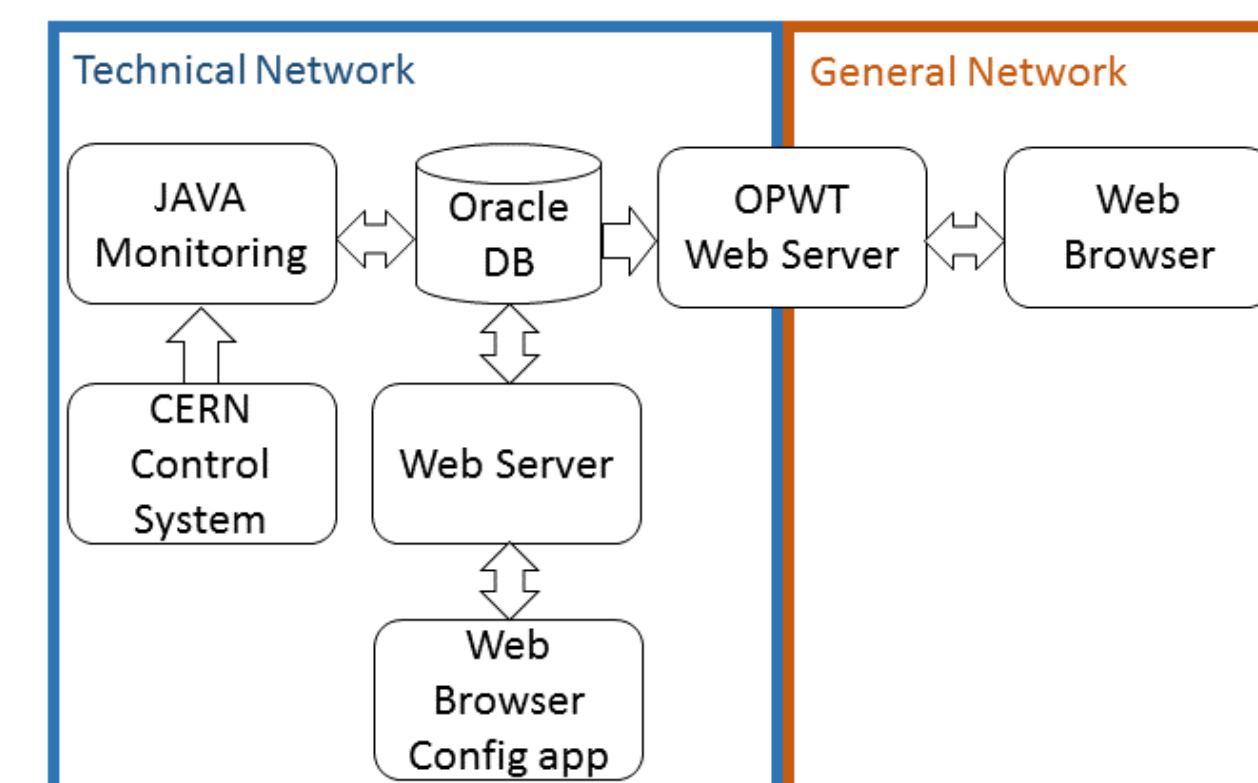 Technical Network
General Network
JAVA
Monitoring
Oracle
DB
OPWT
Web Server
Web
Browser
CERN
Control
System
Web Server
Web
Browser
Config app